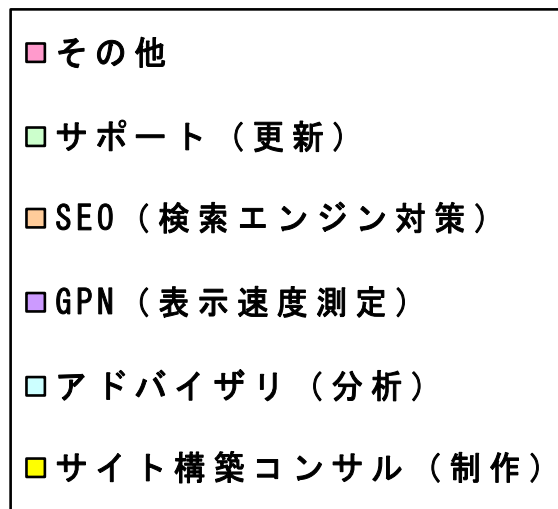 その他
サポート（更新）
SEO（検索エンジン対策）
GPN（表示速度測定）
アドバイザリ（分析）
サイト構築コンサル（制作）